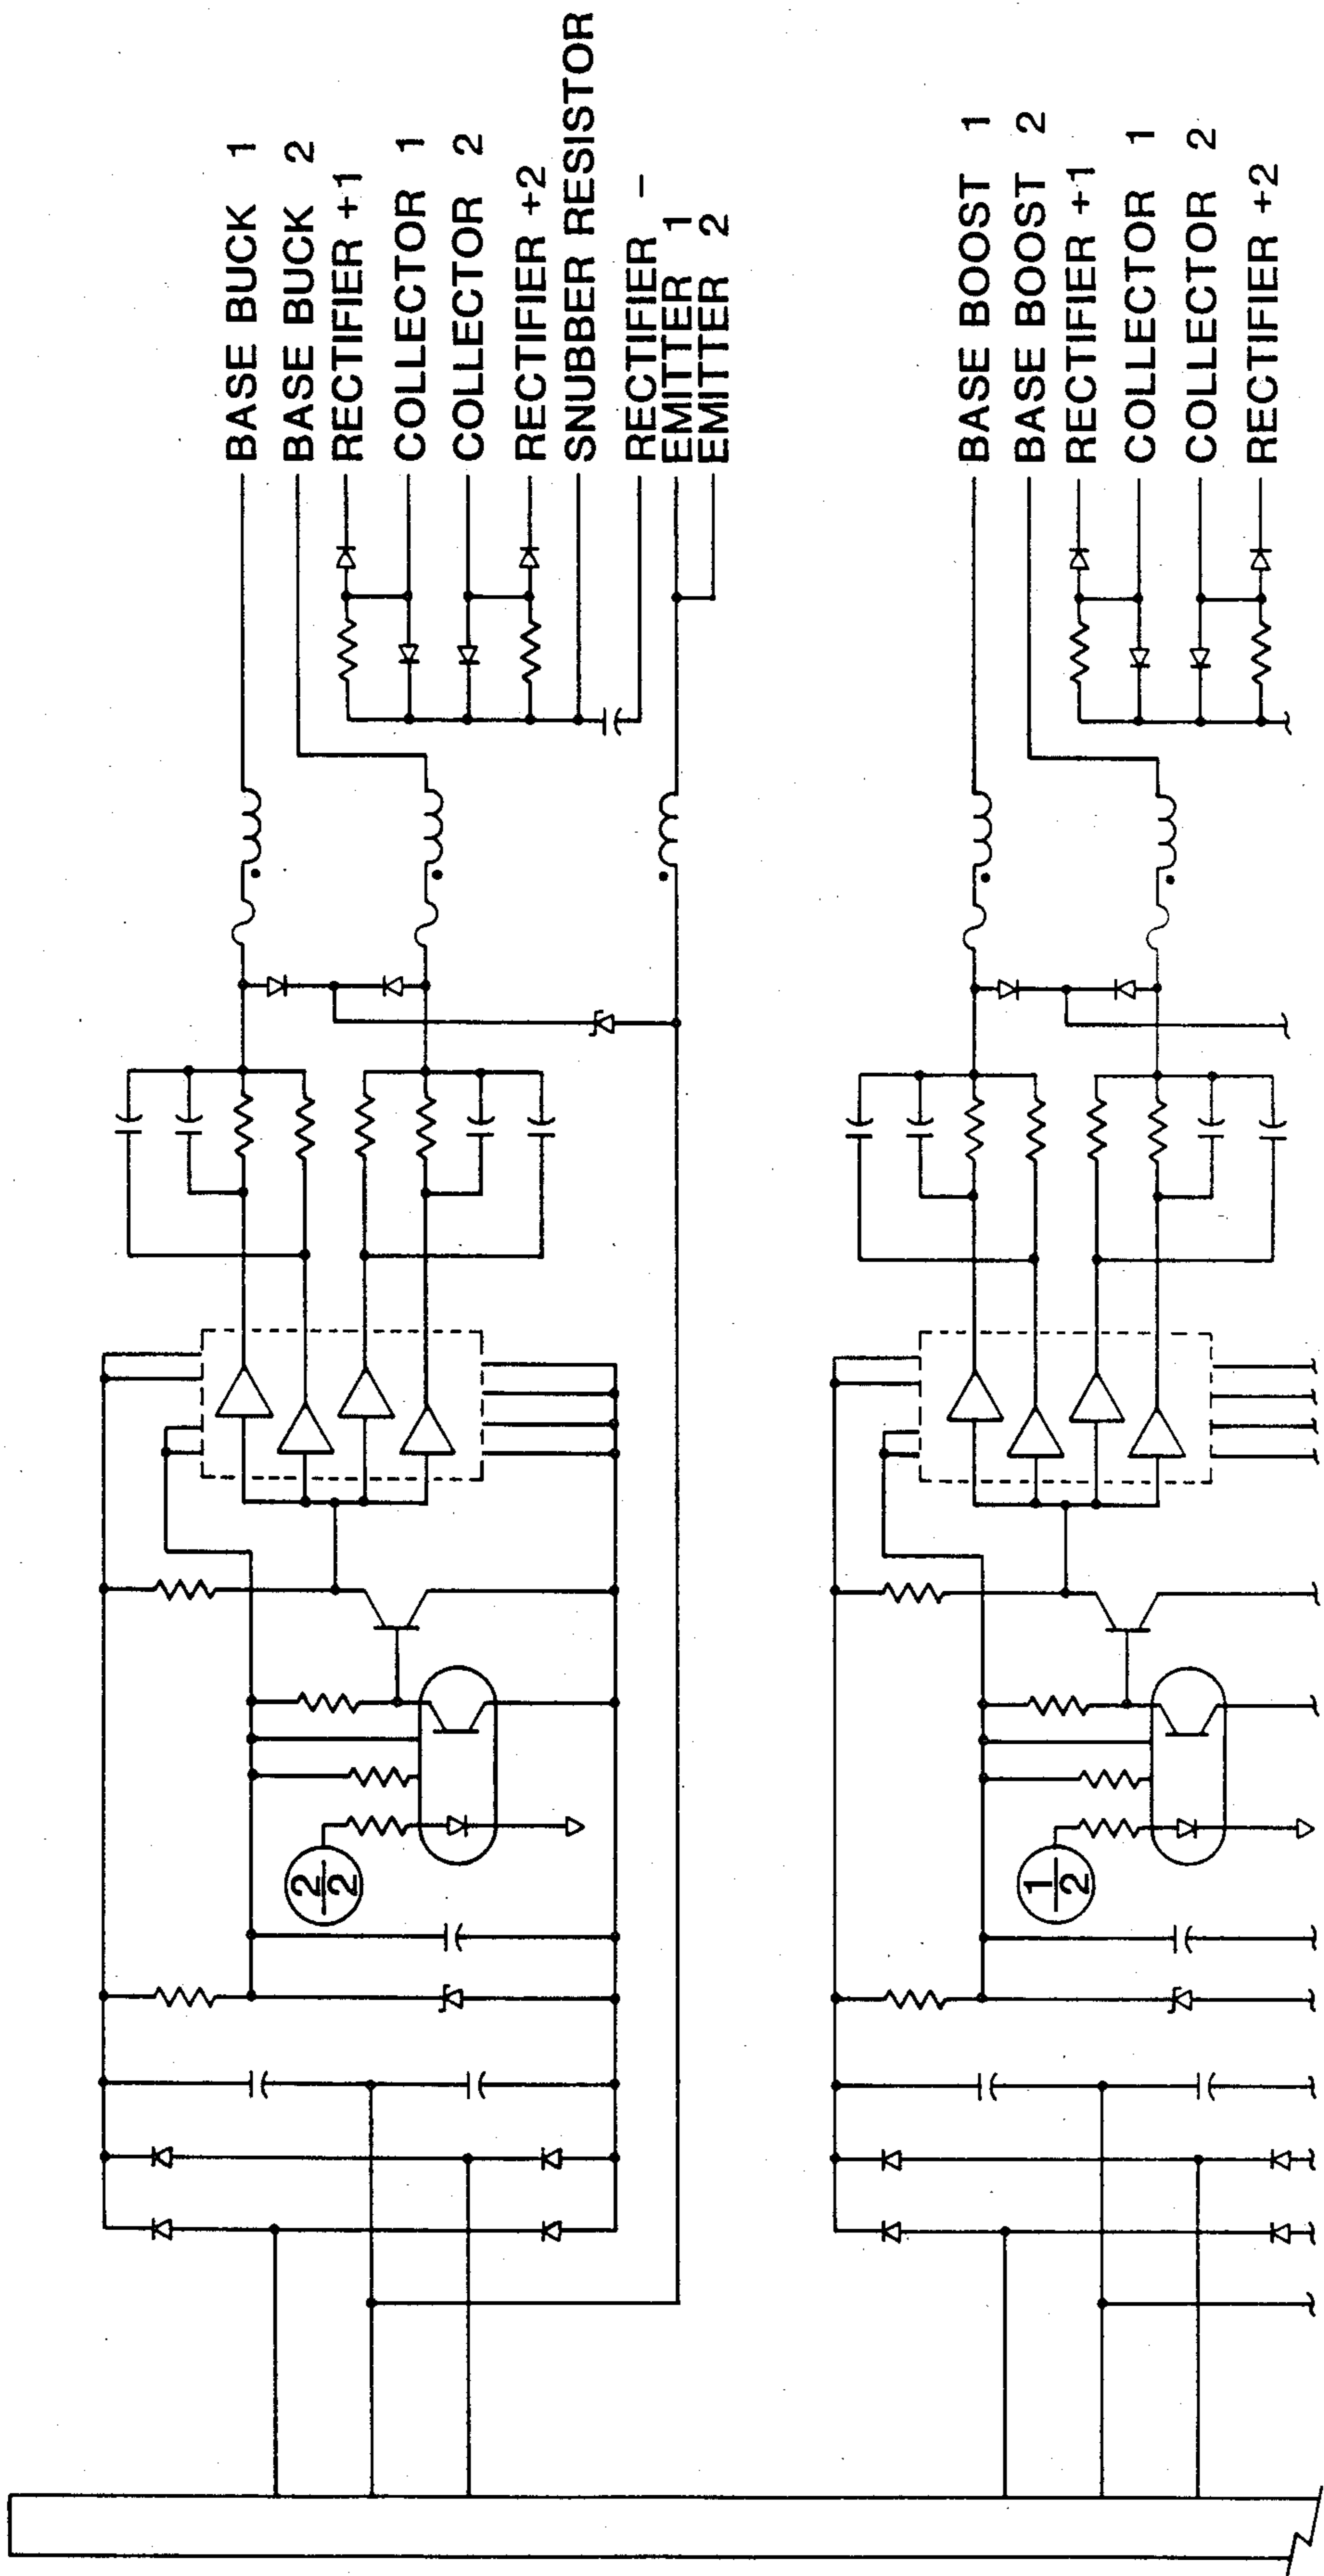 BASE BUCK 1
BASE BUCK 2
RECTIFIER +1
COLLECTOR 1
COLLECTOR 2
RECTIFIER +2
SNUBBER RESISTOR
RECTIFIER -
EMITTER 1
EMITTER 2
2
2
BASE BOOST 1
BASE BOOST 2
RECTIFIER +1
COLLECTOR 1
COLLECTOR 2
RECTIFIER +2
1
2